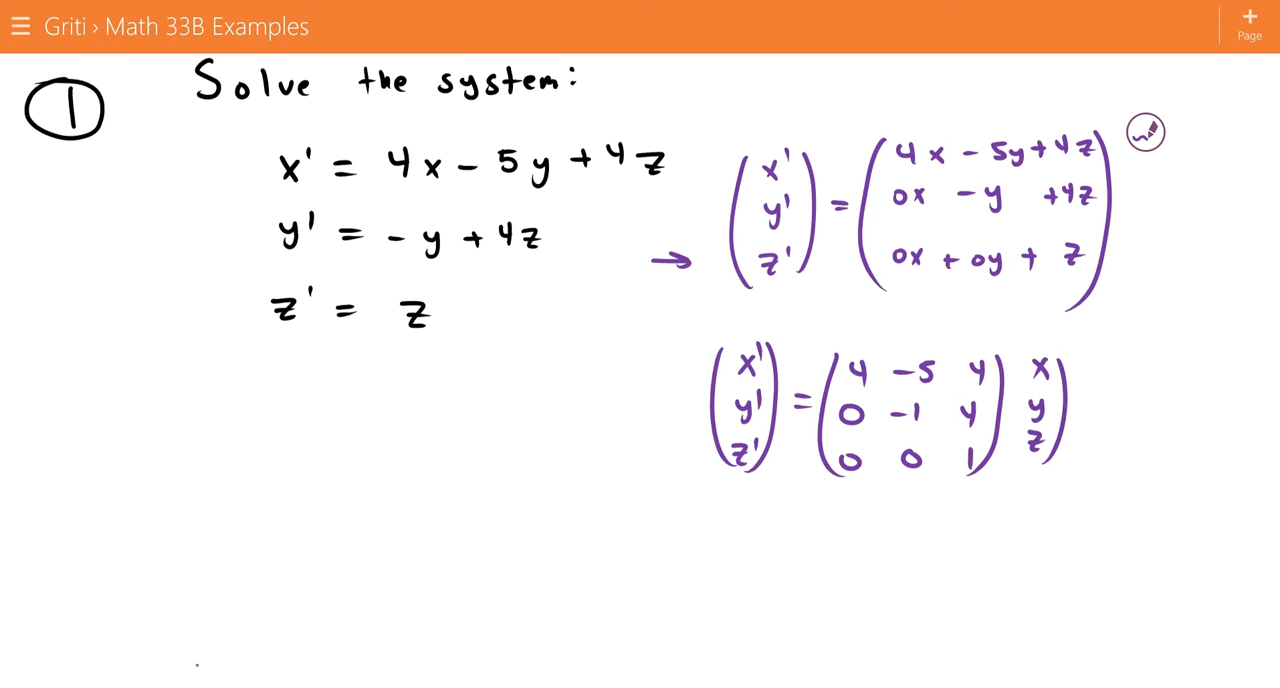 ☰ Griti › Math 33B Examples
+
Page
① Solve the system:
x' = 4x - 5y + 4z
y' = -y + 4z
z' = z
→ (x' y' z') = (4x - 5y + 4z
0x - y + 4z
0x + 0y + z)
(x' = (4 -5 4) (x
y' 0 -1 4 y
z') 0 0 1 z)